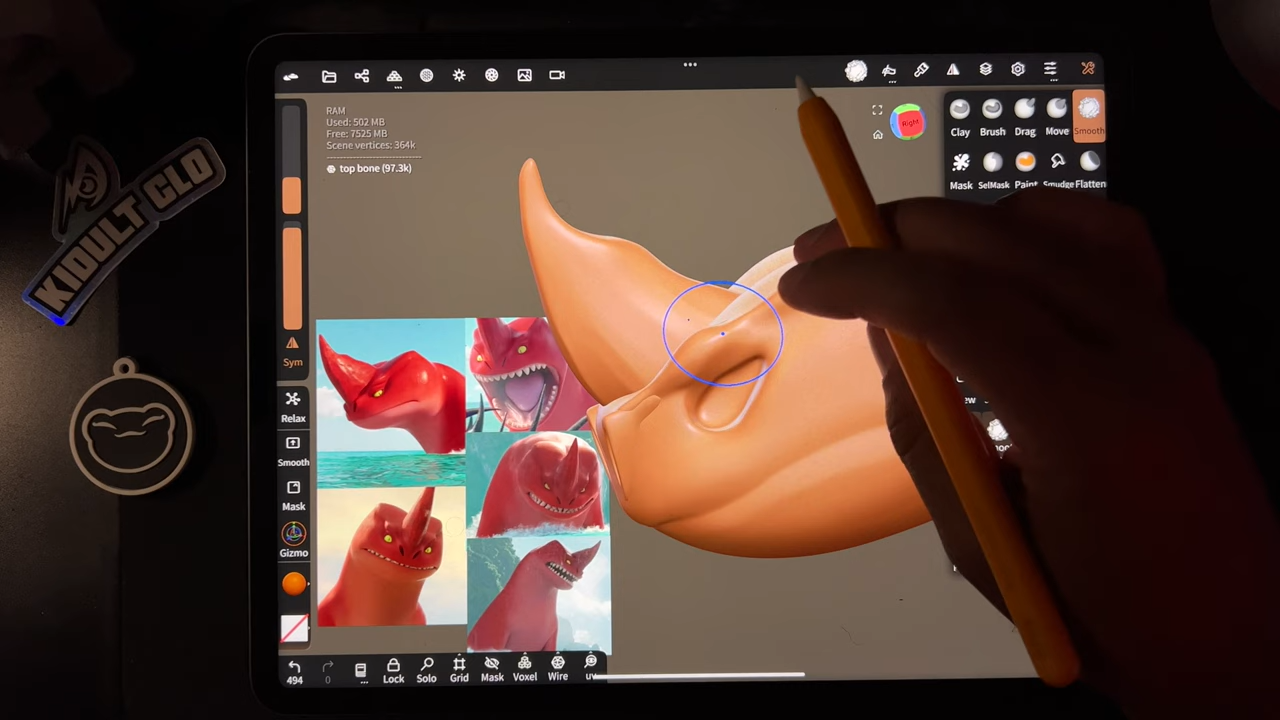 KIDULT CLO
RAM
Used: 502 MB
Free: 7525 MB
Scene vertices: 364k
top bone (97.3k)
Right
Clay
Brush
Drag
Move
Smooth
Mask
SelMask
Paint
Smudge
Flatten
Sym
Relax
Smooth
Mask
Gizmo
494
0
Lock
Solo
Grid
Mask
Voxel
Wire